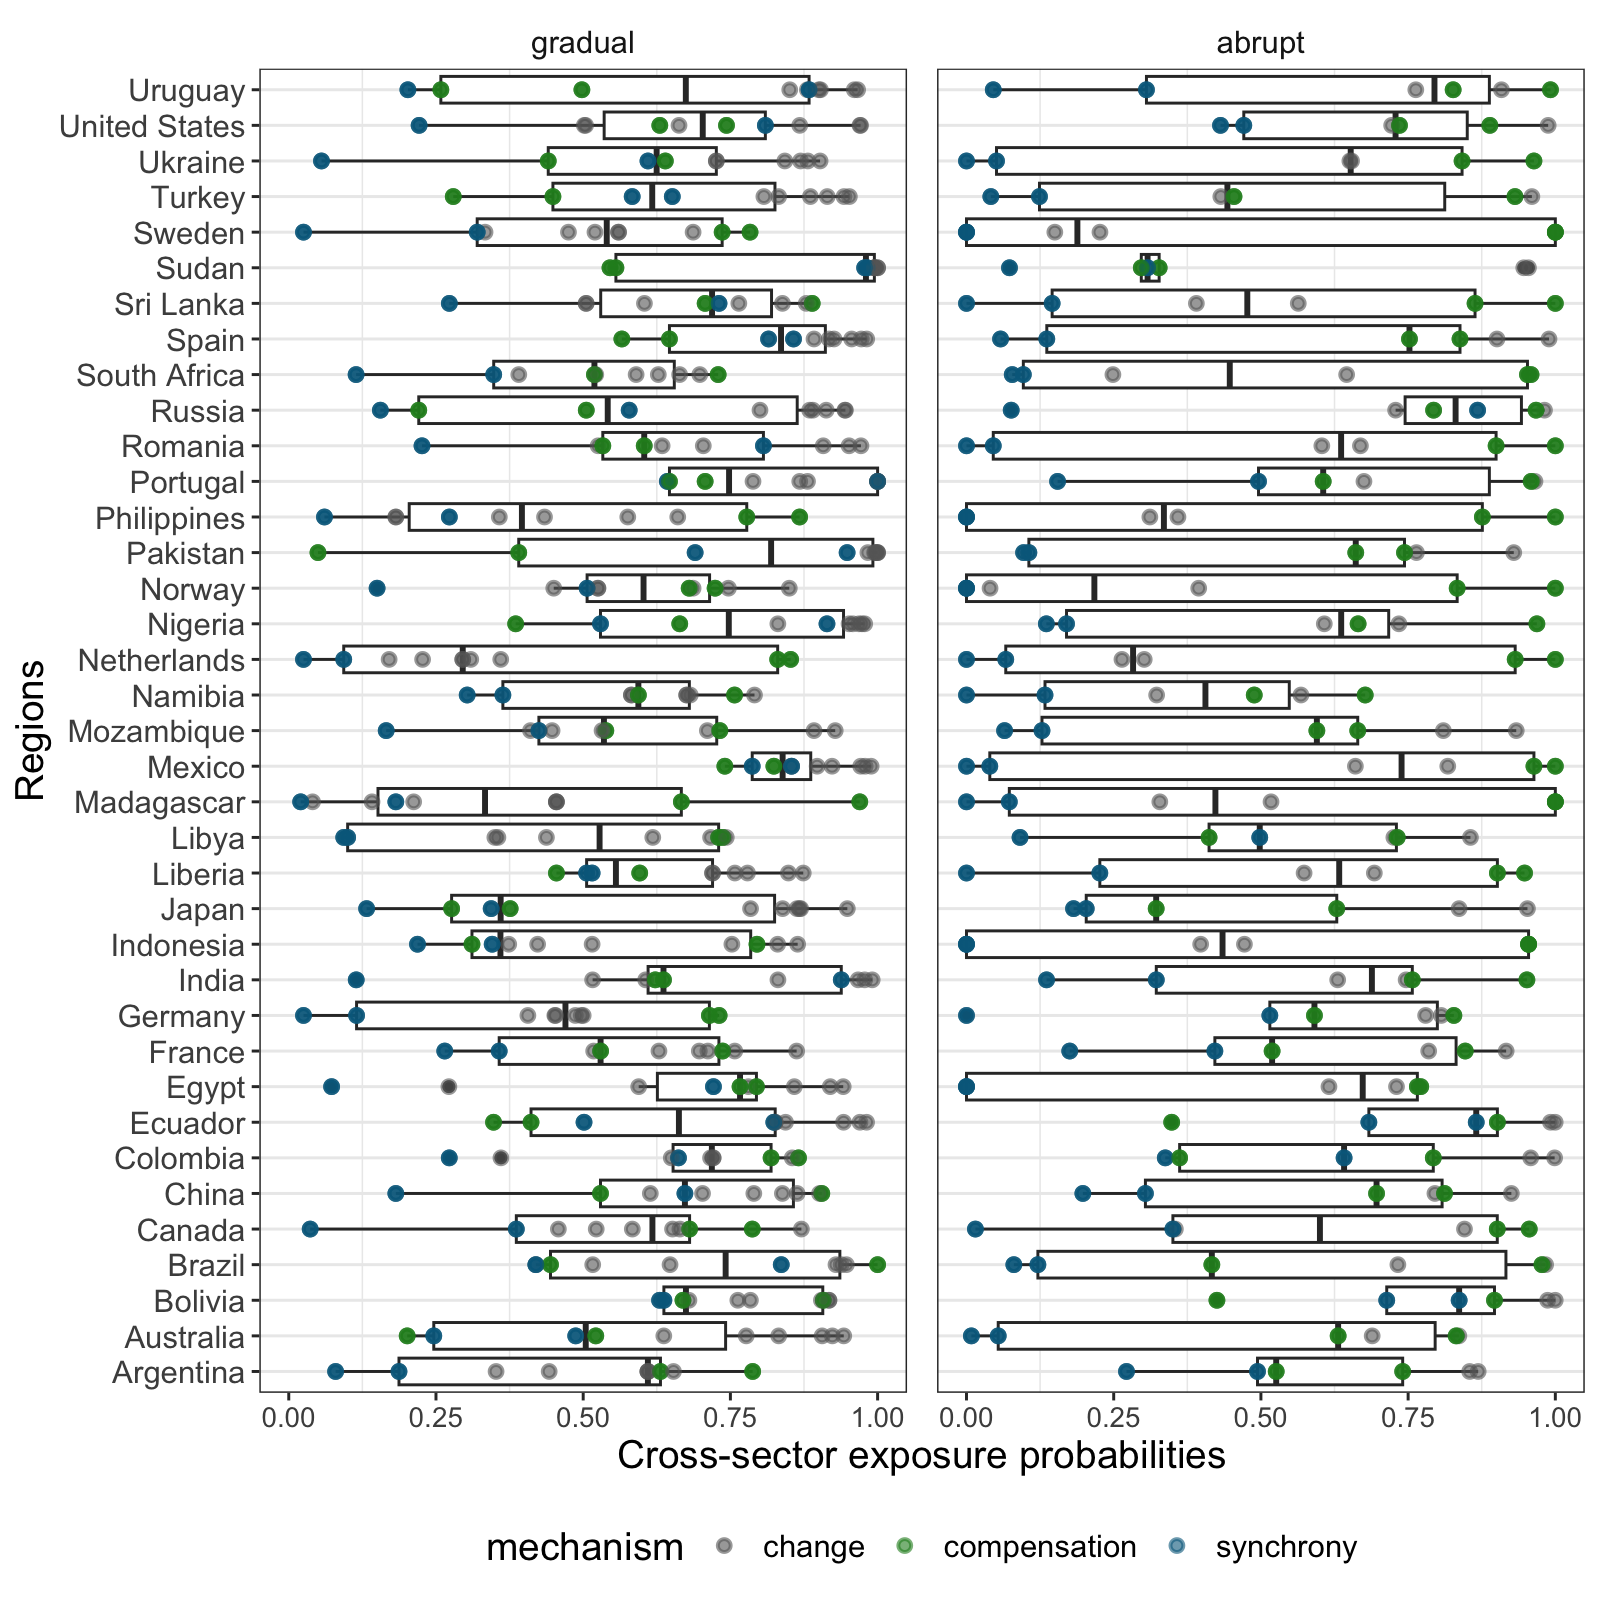 gradual
abrupt
Uruguay
United States
Ukraine
Turkey
Sweden
Sudan
Sri Lanka
Spain
South Africa
Russia
Romania
Portugal
Philippines
Pakistan
Norway
Nigeria
Netherlands
Namibia
Mozambique
Mexico
Madagascar
Libya
Liberia
Japan
Indonesia
India
Germany
France
Egypt
Ecuador
Colombia
China
Canada
Brazil
Bolivia
Australia
Argentina
Regions
0.00 0.25 0.50 0.75 1.00
0.00 0.25 0.50 0.75 1.00
Cross-sector exposure probabilities
mechanism change compensation synchrony